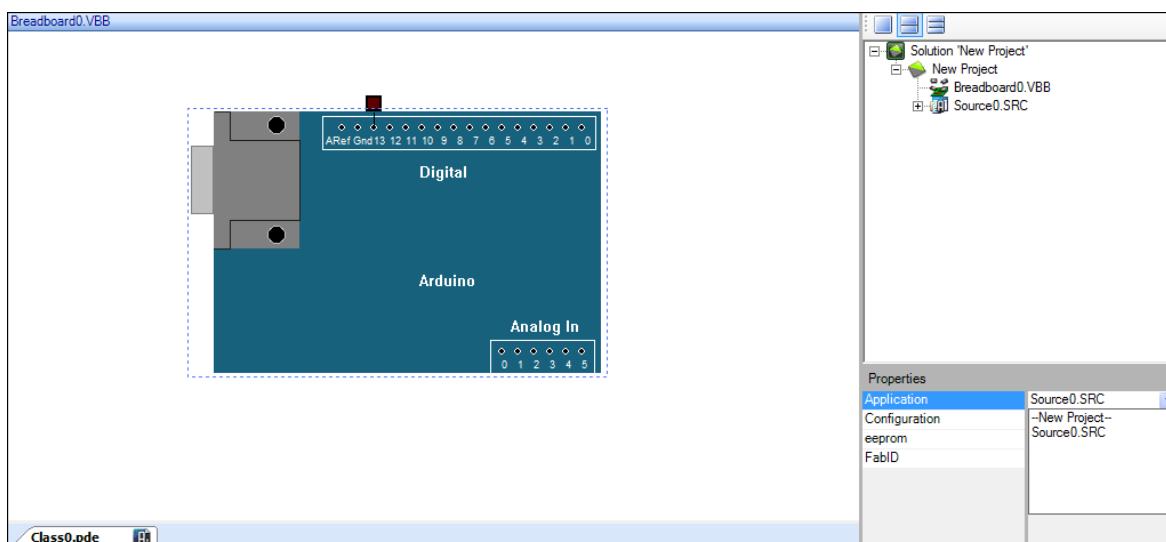 Breadboard0.VBB
Solution 'New Project'
New Project
Breadboard0.VBB
Source0.SRC
ARef Gnd 13 12 11 10 9 8 7 6 5 4 3 2 1 0
Digital
Arduino
Analog In
0 1 2 3 4 5
Properties
Application Source0.SRC
Configuration
eeprom
FabID
--New Project--
Source0.SRC
Class0.pde